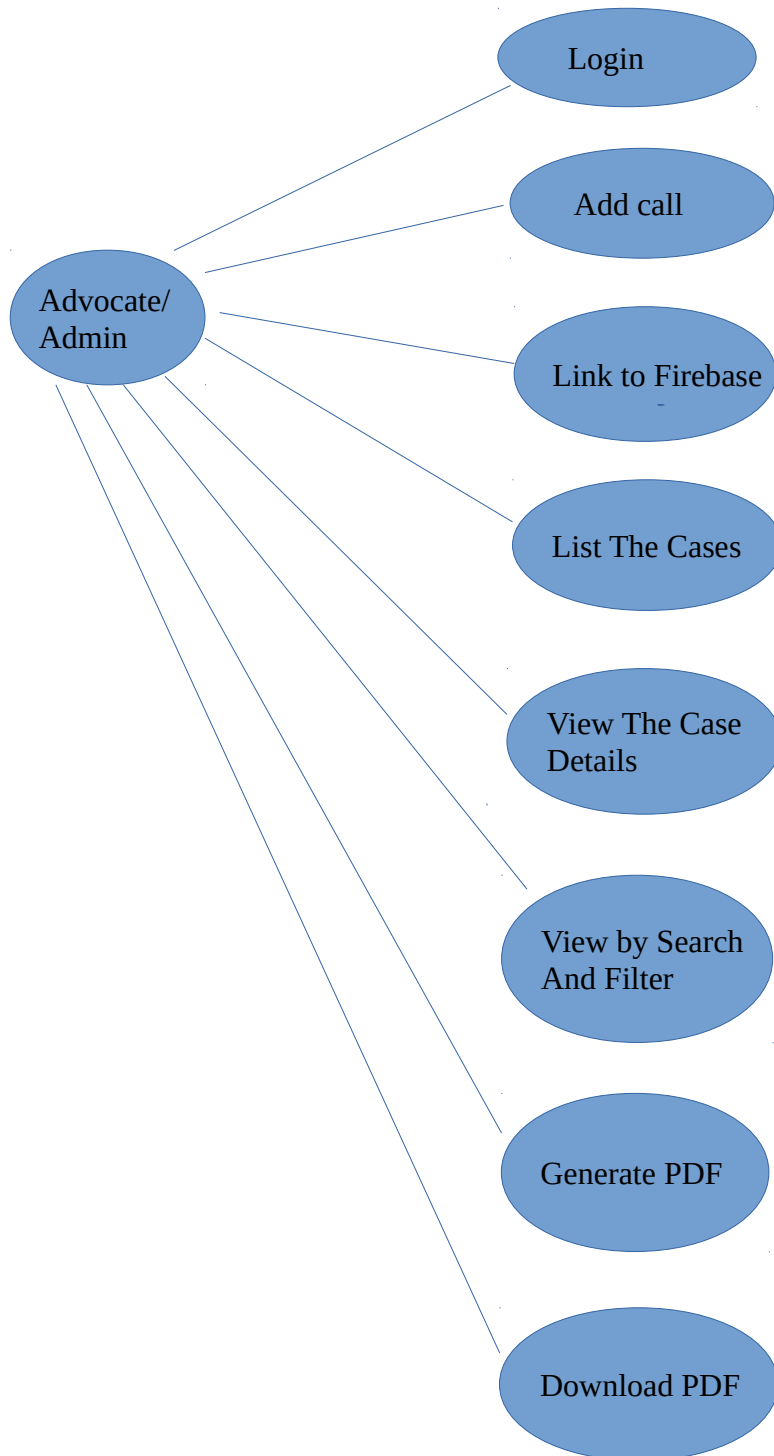 Login
Add call
Advocate/
Admin
Link to Firebase
List The Cases
View The Case
Details
View by Search
And Filter
Generate PDF
Download PDF